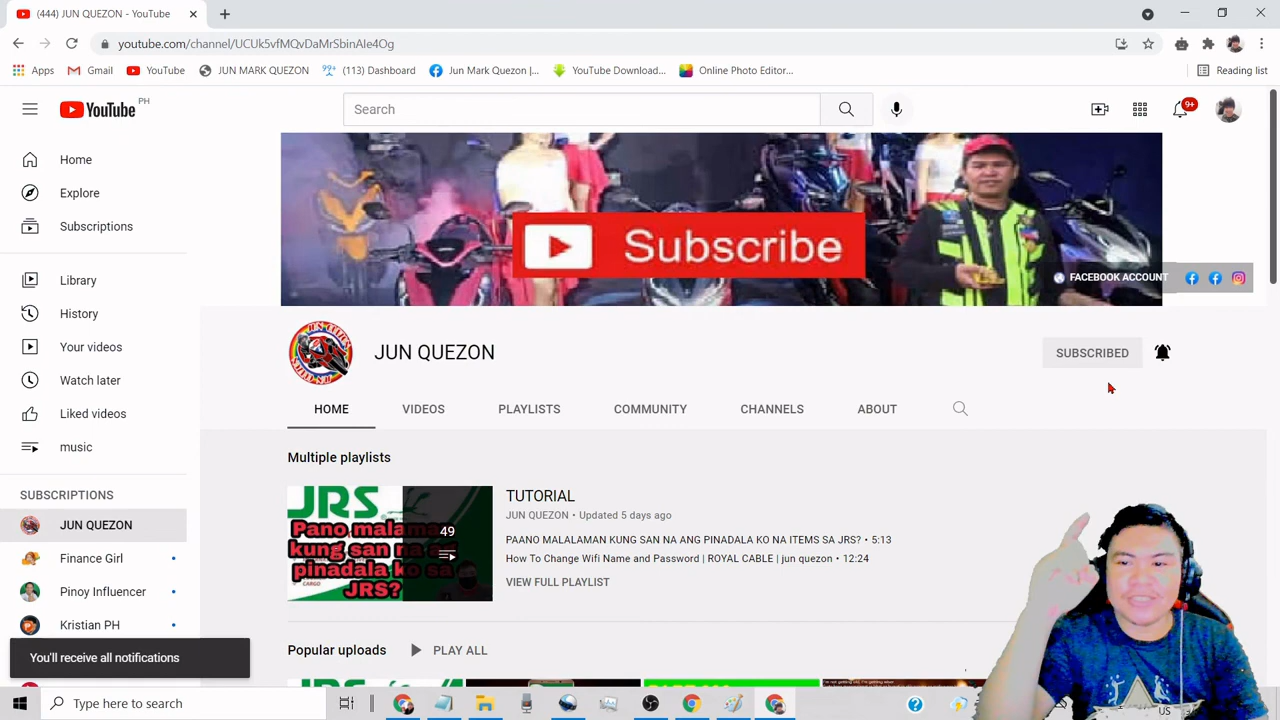 (444) JUN QUEZON - YouTube
youtube.com/channel/UCUk5vfMQvDaMrSbinAle4Og
Apps Gmail YouTube JUN MARK QUEZON (113) Dashboard Jun Mark Quezon |... YouTube Download... Online Photo Editor... Reading list
YouTube PH
Search
9+
Home
Explore
Subscriptions
Library
History
Your videos
Watch later
Liked videos
music
SUBSCRIPTIONS
JUN QUEZON
Finance Girl
Pinoy Influencer
Kristian PH
You'll receive all notifications
Subscribe
FACEBOOK ACCOUNT
JUN QUEZON
SUBSCRIBED
HOME VIDEOS PLAYLISTS COMMUNITY CHANNELS ABOUT
Multiple playlists
JRS
Pano malalaman
kung san na ang
pinadala ko sa
JRS?
CARGO
49
TUTORIAL
JUN QUEZON • Updated 5 days ago
PAANO MALALAMAN KUNG SAN NA ANG PINADALA KO NA ITEMS SA JRS? • 5:13
How To Change Wifi Name and Password | ROYAL CABLE | jun quezon • 12:24
VIEW FULL PLAYLIST
Popular uploads PLAY ALL
Type here to search
US